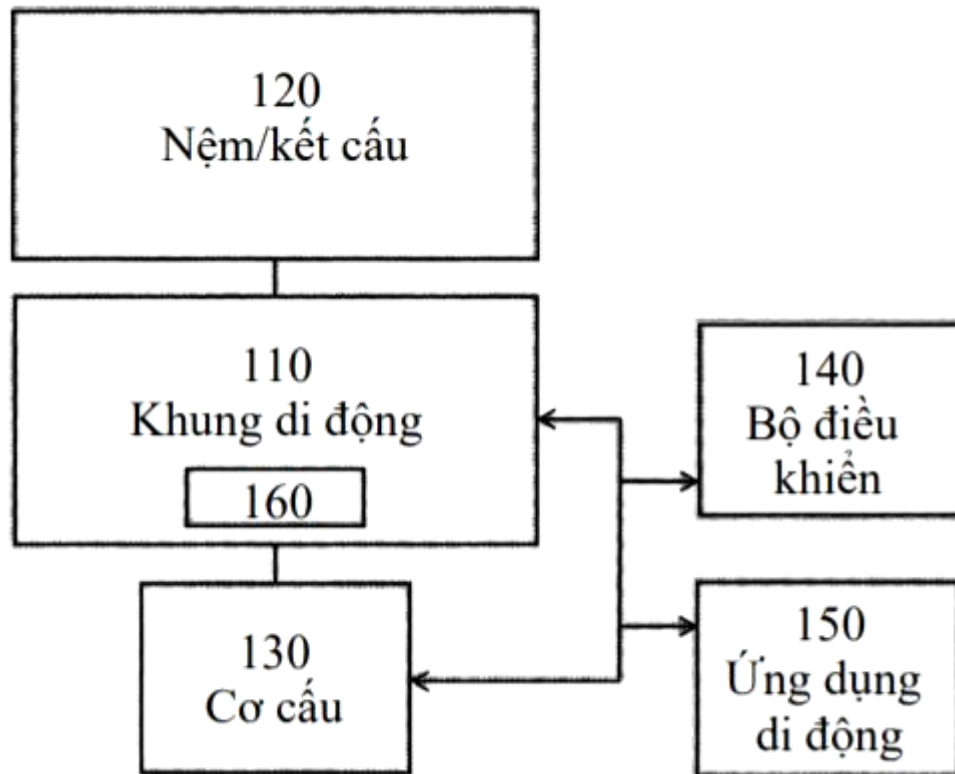 120
Nệm/kết cấu
110
Khung di động
160
130
Cơ cấu
140
Bộ điều
khiển
150
Ứng dụng
di động